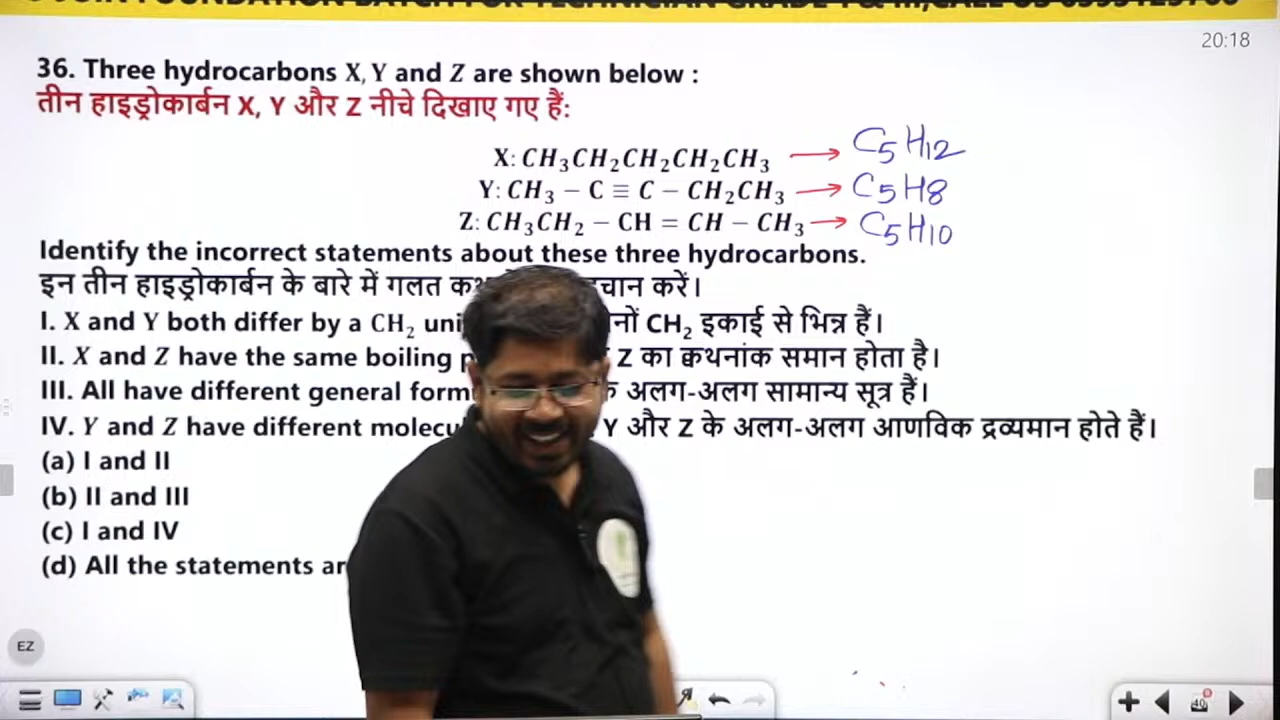 20:18
36. Three hydrocarbons X, Y and Z are shown below :
तीन हाइड्रोकार्बन X, Y और Z नीचे दिखाए गए हैं:
X: CH₃CH₂CH₂CH₂CH₃ → C₅H₁₂
Y: CH₃ − C ≡ C − CH₂CH₃ → C₅H₈
Z: CH₃CH₂ − CH = CH − CH₃ → C₅H₁₀
Identify the incorrect statements about these three hydrocarbons.
इन तीन हाइड्रोकार्बन के बारे में गलत करें।
I. X and Y both differ by a CH₂ CH₂ इकाई से भिन्न हैं।
II. X and Z have the same boiling Z का क्वथनांक समान होता है।
III. All have different general अलग-अलग सामान्य सूत्र हैं।
IV. Y and Z have different Y और Z के अलग-अलग आणविक द्रव्यमान होते हैं।
(a) I and II
(b) II and III
(c) I and IV
(d) All the statements
EZ
40